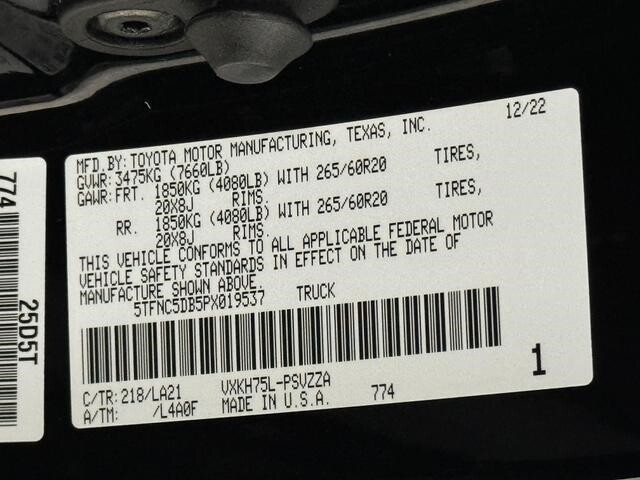 12/22
MFD.BY: TOYOTA MOTOR MANUFACTURING, TEXAS, INC.
GVWR: 3475KG (7660LB)
GAWR: FRT. 1850KG (4080LB) WITH 265/60R20 TIRES,
20X8J RIMS.
RR. 1850KG (4080LB) WITH 265/60R20 TIRES,
20X8J RIMS.
THIS VEHICLE CONFORMS TO ALL APPLICABLE FEDERAL MOTOR
VEHICLE SAFETY STANDARDS IN EFFECT ON THE DATE OF
MANUFACTURE SHOWN ABOVE.
5TFNC5DB5PX019537 TRUCK
C/TR: 218/LA21 VXKH75L-PSVZZA 774
A/TM: /L4A0F MADE IN U.S.A.
1
774
25D5T